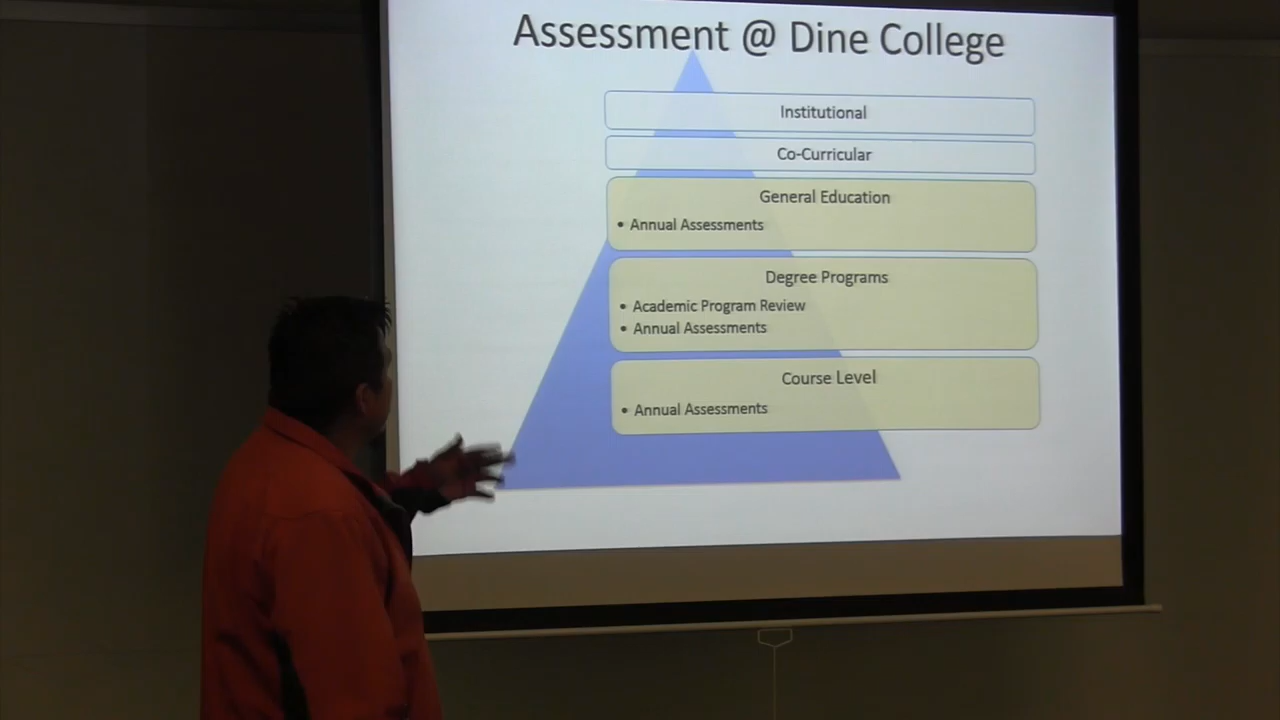 Assessment @ Dine College
Institutional
Co-Curricular
General Education
• Annual Assessments
Degree Programs
• Academic Program Review
• Annual Assessments
Course Level
• Annual Assessments